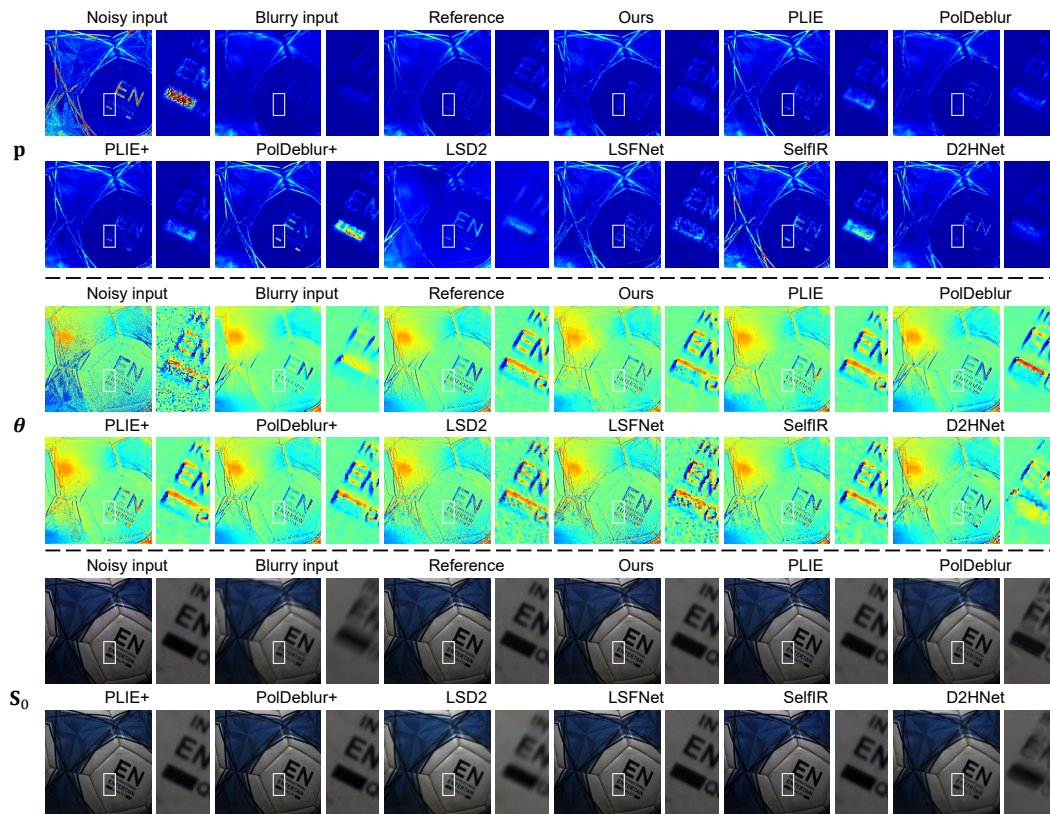 Noisy input Blurry input Reference Ours PLIE PolDeblur
p
PLIE+ PolDeblur+ LSD2 LSFNet SelfIR D2HNet
Noisy input Blurry input Reference Ours PLIE PolDeblur
θ
PLIE+ PolDeblur+ LSD2 LSFNet SelfIR D2HNet
Noisy input Blurry input Reference Ours PLIE PolDeblur
S₀
PLIE+ PolDeblur+ LSD2 LSFNet SelfIR D2HNet
EN